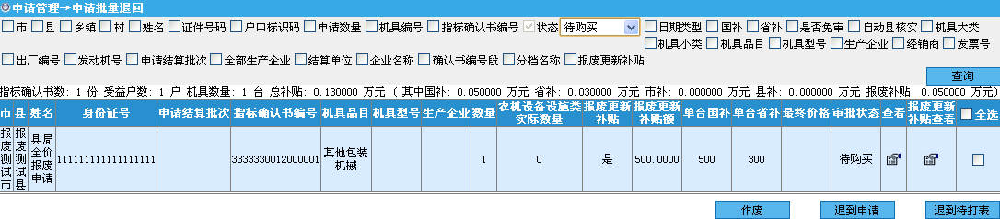 申请管理→申请批量退回
市 县 乡镇 村 姓名 证件号码 户口标识码 申请数量 机具编号 指标确认书编号 状态 待购买 日期类型 国补 省补 是否免审 自动县核实 机具大类
机具小类 机具品目 机具型号 生产企业 经销商 发票号
出厂编号 发动机号 申请结算批次 全部生产企业 结算单位 企业名称 确认书编号段 分档名称 报废更新补贴
查询
指标确认书数: 1 份 受益户数: 1 户 机具数量: 1 台 总补贴: 0.130000 万元 ( 其中国补: 0.050000 万元 省补: 0.030000 万元 市补: 0.000000 万元 县补: 0.000000 万元 报废补贴: 0.050000 万元)
市 县 姓名 身份证号 申请结算批次 指标确认书编号 机具品目 机具型号 生产企业 数量 农机设备设施类实际数量 报废更新补贴 报废更新补贴额 单台国补 单台省补 最终价格 审批状态 查看 报废更新补贴查看 全选
报废测试市 报废测试县 县局全价报废申请 111111111111111111 3333330012000001 其他包装机械 1 0 是 500.0000 500 300 待购买
作废 退到申请 退到待打表